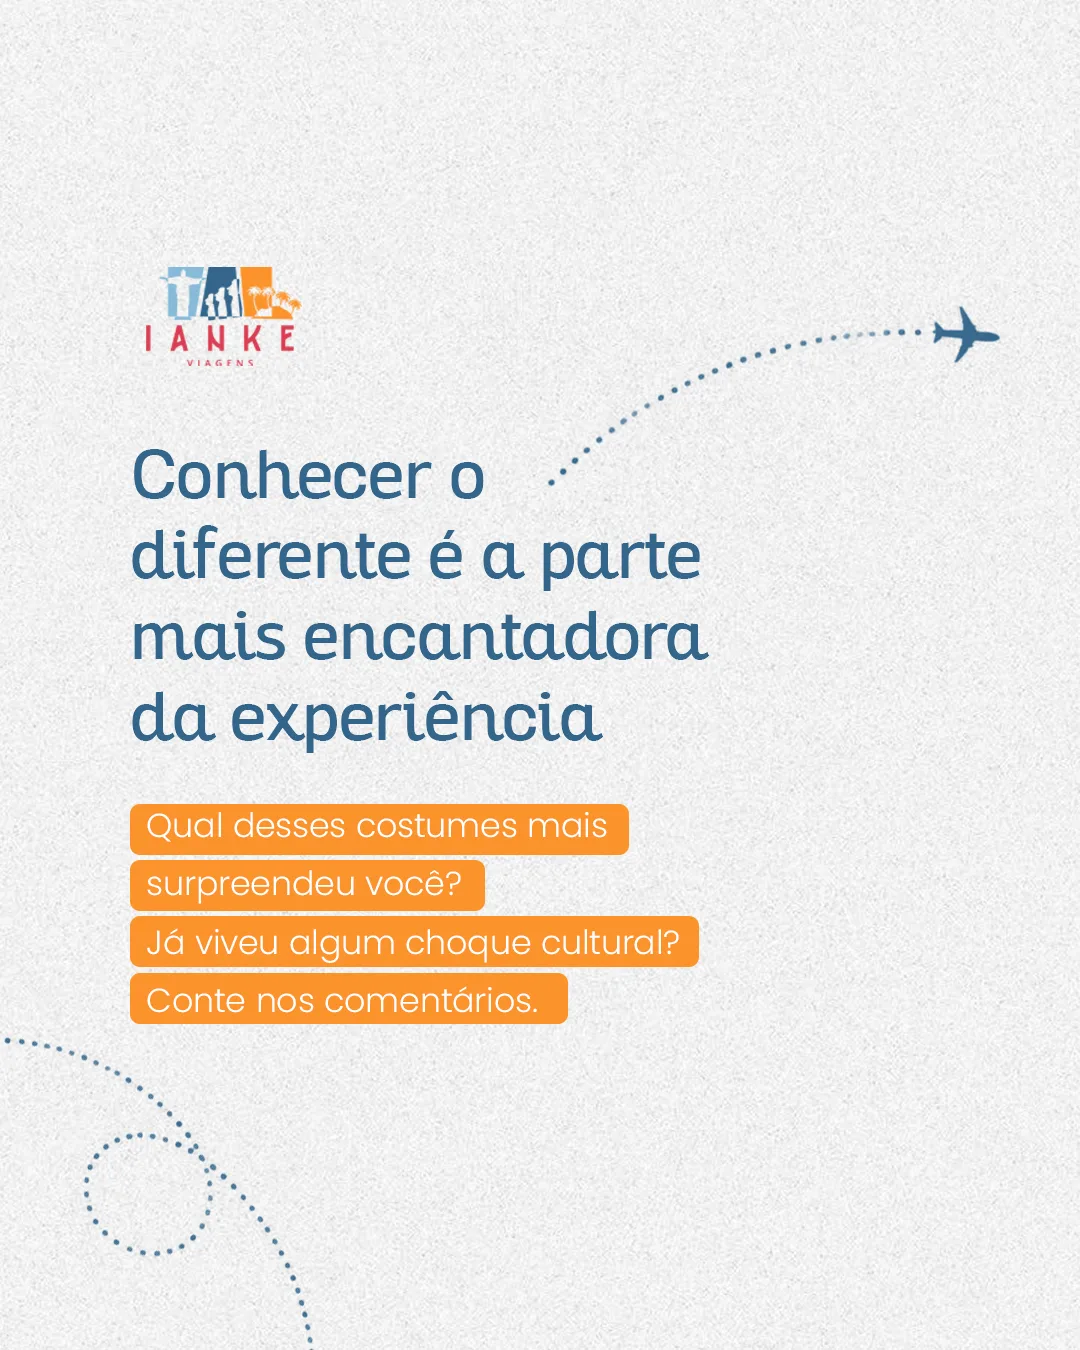 IANKE
VIAGENS
Conhecer o
diferente é a parte
mais encantadora
da experiência
Qual desses costumes mais
surpreendeu você?
Já viveu algum choque cultural?
Conte nos comentários.